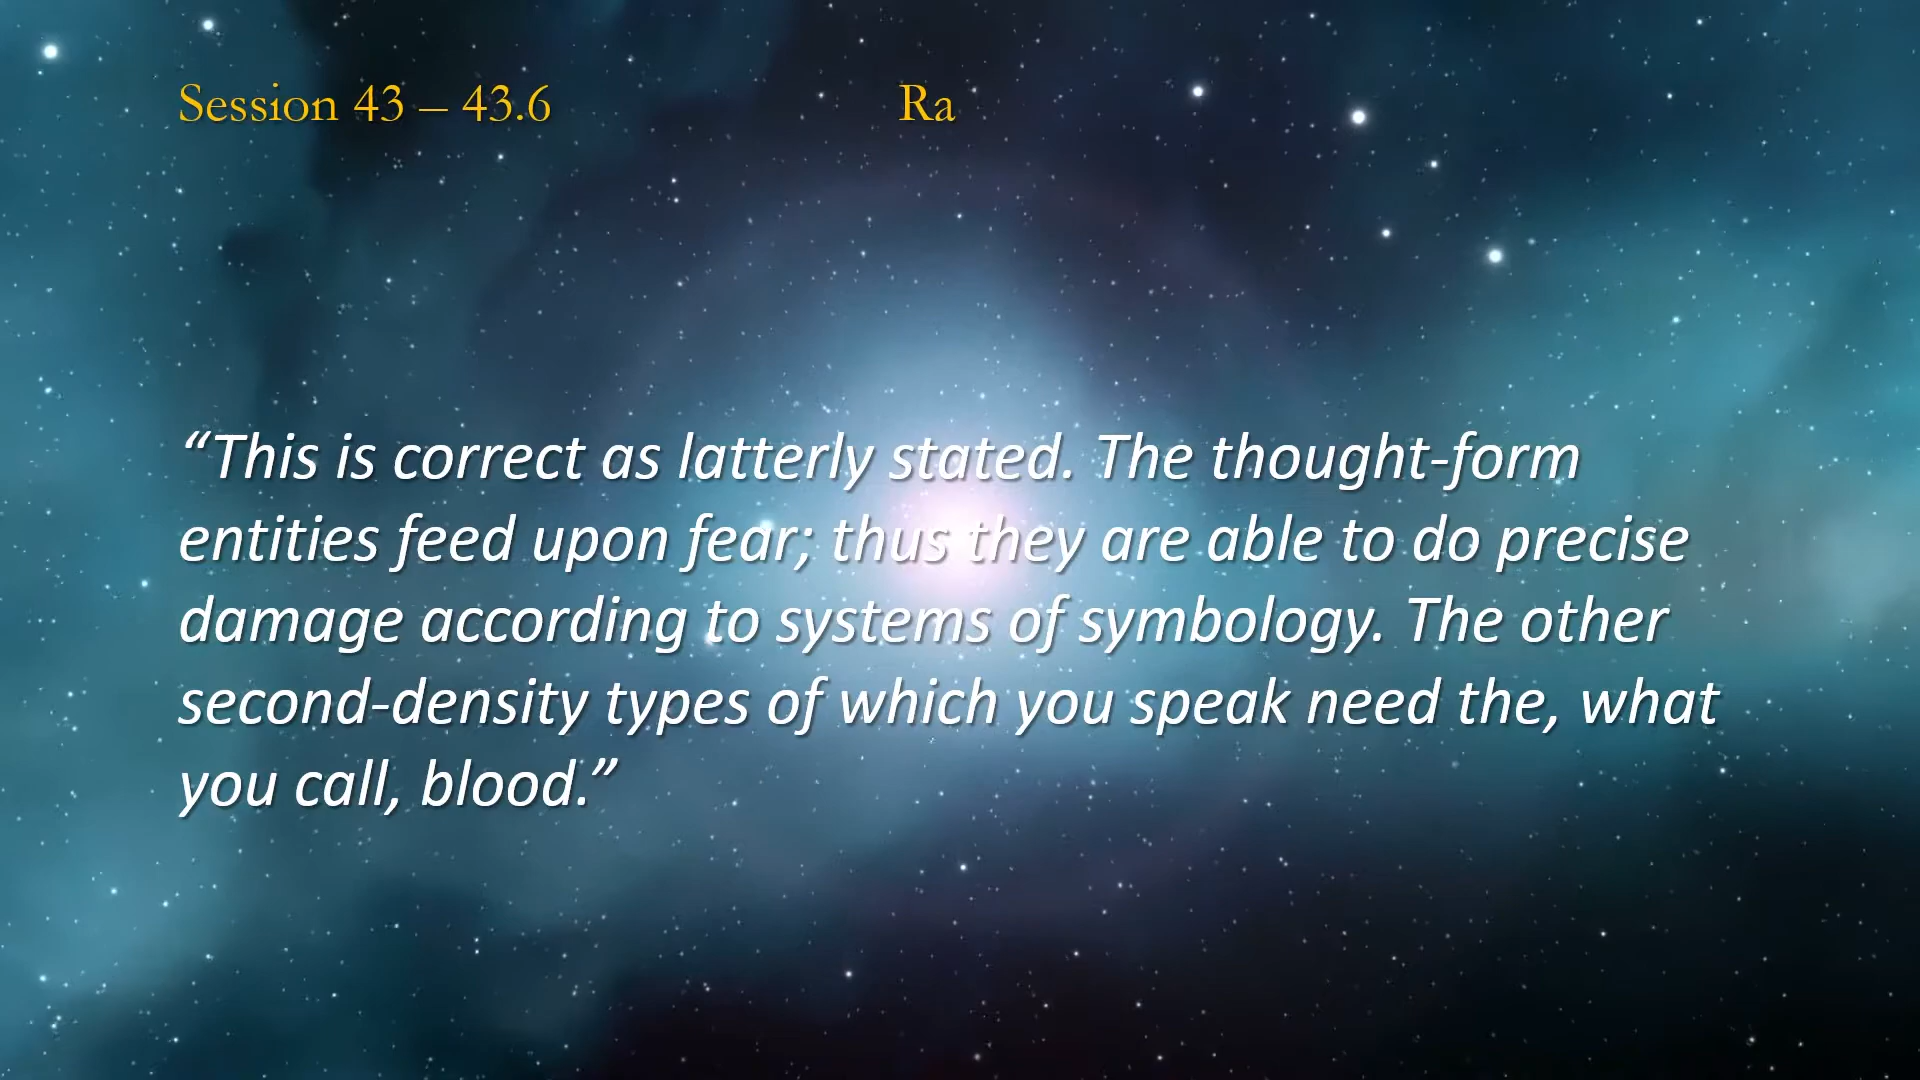 Session 43 – 43.6 Ra
“This is correct as latterly stated. The thought-form
entities feed upon fear; thus they are able to do precise
damage according to systems of symbology. The other
second-density types of which you speak need the, what
you call, blood.”